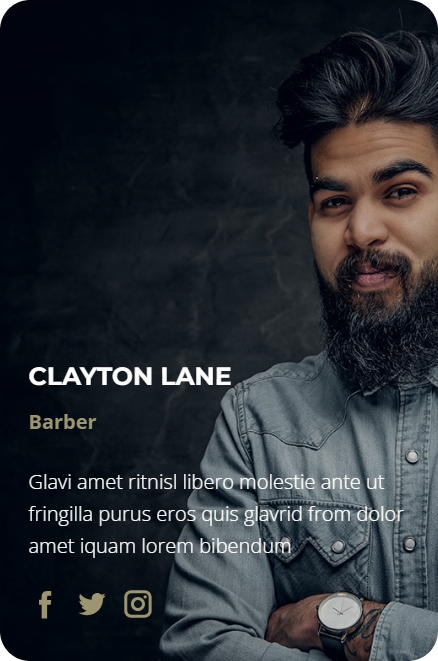 CLAYTON LANE
Barber
Glavi amet ritnisl libero molestie ante ut
fringilla purus eros quis glavrid from dolor
amet iquam lorem bibendum